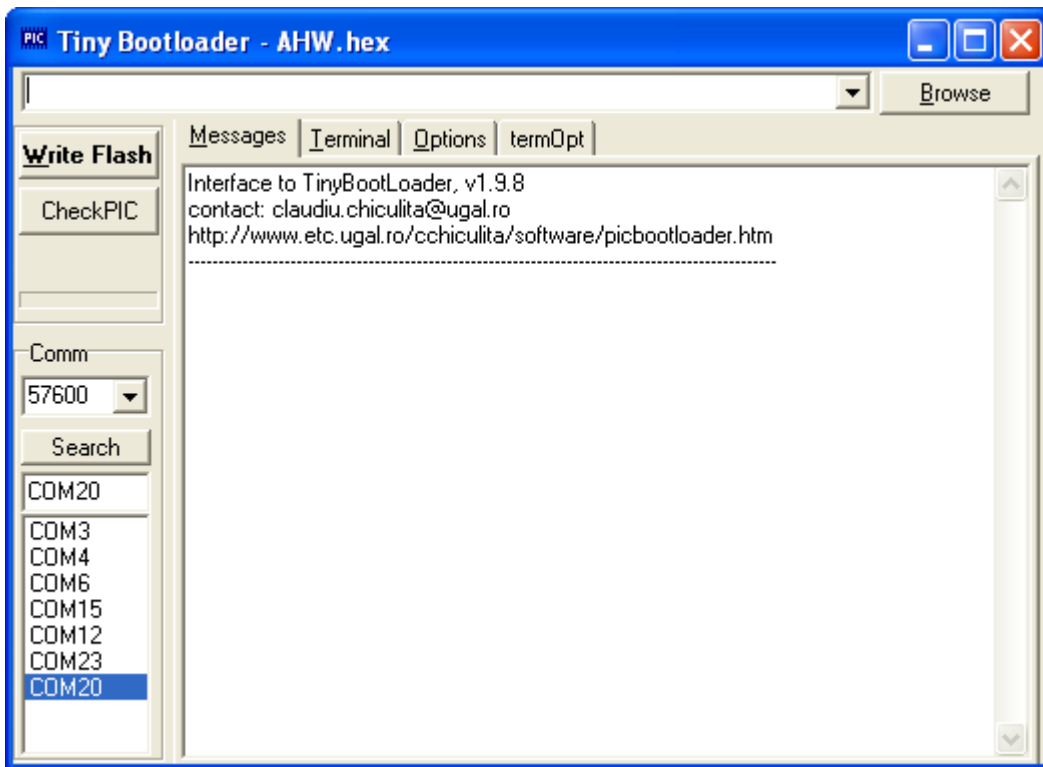 PIC Tiny Bootloader - AHW.hex
Browse
Write Flash
CheckPIC
Messages Terminal Options termOpt
Interface to TinyBootLoader, v1.9.8
contact: claudiu.chiculita@ugal.ro
http://www.etc.ugal.ro/cchiculita/software/picbootloader.htm
--------------------------------------------------------------------------------------------------
Comm
57600
Search
COM20
COM3
COM4
COM6
COM15
COM12
COM23
COM20